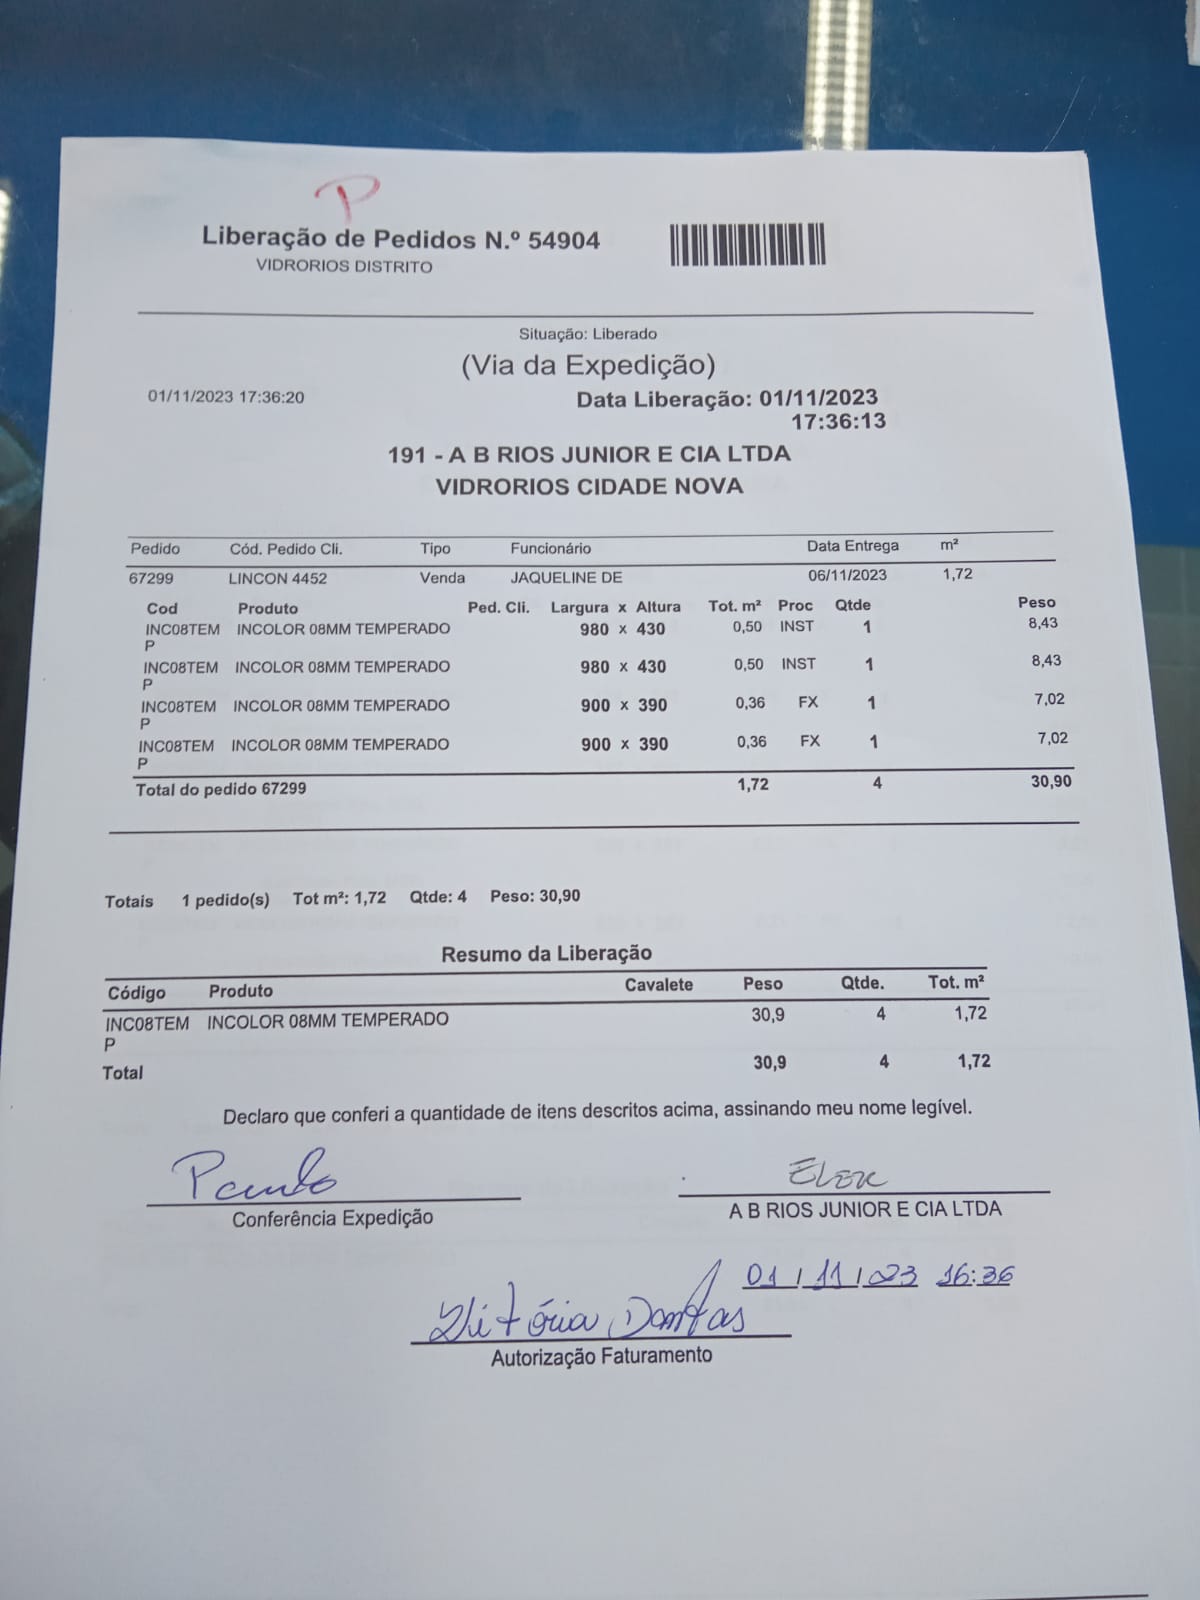 P
Liberação de Pedidos N.º 54904
VIDRORIOS DISTRITO
Situação: Liberado
(Via da Expedição)
01/11/2023 17:36:20
Data Liberação: 01/11/2023
17:36:13
191 - A B RIOS JUNIOR E CIA LTDA
VIDRORIOS CIDADE NOVA
Pedido Cód. Pedido Cli. Tipo Funcionário Data Entrega m²
67299 LINCON 4452 Venda JAQUELINE DE 06/11/2023 1,72
Cod Produto Ped. Cli. Largura x Altura Tot. m² Proc Qtde Peso
INC08TEM INCOLOR 08MM TEMPERADO 980 x 430 0,50 INST 1 8,43
P
INC08TEM INCOLOR 08MM TEMPERADO 980 x 430 0,50 INST 1 8,43
P
INC08TEM INCOLOR 08MM TEMPERADO 900 x 390 0,36 FX 1 7,02
P
INC08TEM INCOLOR 08MM TEMPERADO 900 x 390 0,36 FX 1 7,02
P
Total do pedido 67299 1,72 4 30,90
Totais 1 pedido(s) Tot m²: 1,72 Qtde: 4 Peso: 30,90
Resumo da Liberação
Código Produto Cavalete Peso Qtde. Tot. m²
INC08TEM INCOLOR 08MM TEMPERADO 30,9 4 1,72
P
Total 30,9 4 1,72
Declaro que conferi a quantidade de itens descritos acima, assinando meu nome legível.
Paulo
Conferência Expedição
A B RIOS JUNIOR E CIA LTDA
01/11/23 16:36
Vitória Dantas
Autorização Faturamento